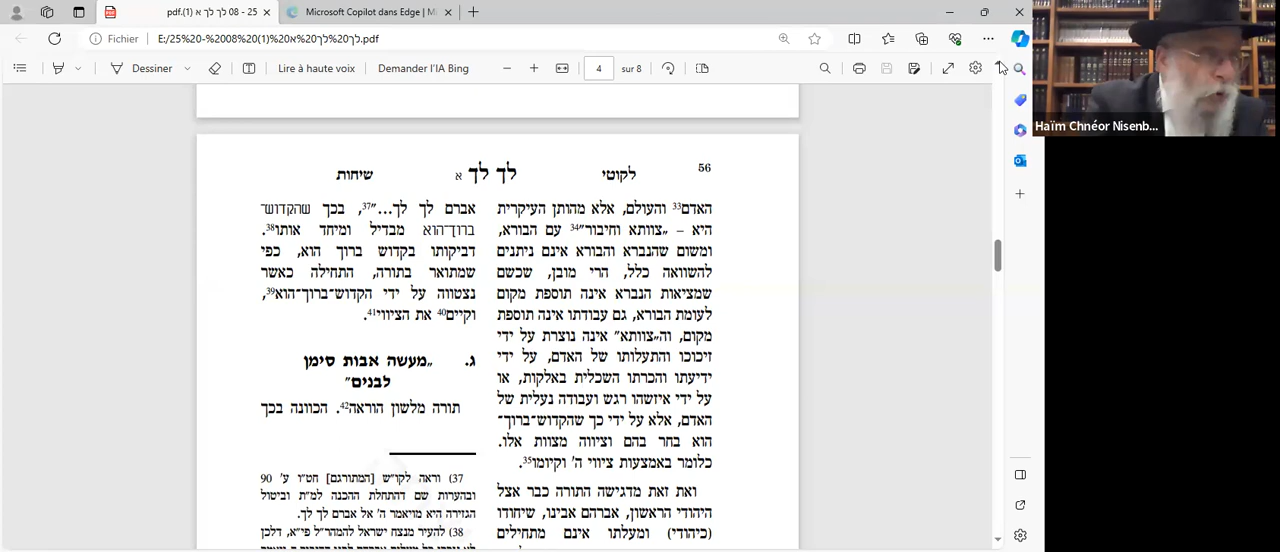 25 - 08 לך לך א (1).pdf
Microsoft Copilot dans Edge | Mi
Fichier
E:/25%20-%2008%20לך%20לך%20א%20(1).pdf
Dessiner
Lire à haute voix
Demander l'IA Bing
4
sur 8
Haïm Chnéor Nisenb...
56
לקוטי
לך לך א
שיחות
האדם33 והעולם, אלא מהותן העיקרית
היא – „צוותא וחיבור"34 עם הבורא,
ומשום שהנברא והבורא אינם ניתנים
להשוואה כלל, הרי מובן, שכשם
שמציאות הנברא אינה תוספת מקום
לעומת הבורא, גם עבודתו אינה תוספת
מקום, וה„צוותא" אינה נוצרת על ידי
זיכוכו והתעלותו של האדם, על ידי
ידיעתו והכרתו השכלית באלקות, או
על ידי איזשהו רגש ועבודה נעלית של
האדם, אלא על ידי כך שהקדוש־ברוך־
הוא בחר בהם וציווה מצוות אלו.
כלומר באמצעות ציווי ה' וקיומו35.
ואת זאת מדגישה התורה כבר אצל
היהודי הראשון, אברהם אבינו, שיחודו
(כיהודי) ומעלתו אינם מתחילים
אברם לך לך..."37, בכך שהקדוש־
ברוך־הוא מבדיל ומיחד אותו38.
דביקותו בקדוש ברוך הוא, כפי
שמתואר בתורה, התחילה כאשר
נצטווה על ידי הקדוש־ברוך־הוא39,
וקיים40 את הציווי41.
ג. „מעשה אבות סימן
לבנים"
תורה מלשון הוראה42. הכוונה בכך
37) וראה לקו"ש [המתורגם] חט"ו ע' 90
ובהערות שם דהתחלת ההכנה למ"ת וביטול
הגזירה היא מויאמר ה' אל אברם לך לך.
38) להעיר מנצח ישראל להמהר"ל פי"א, דלכן